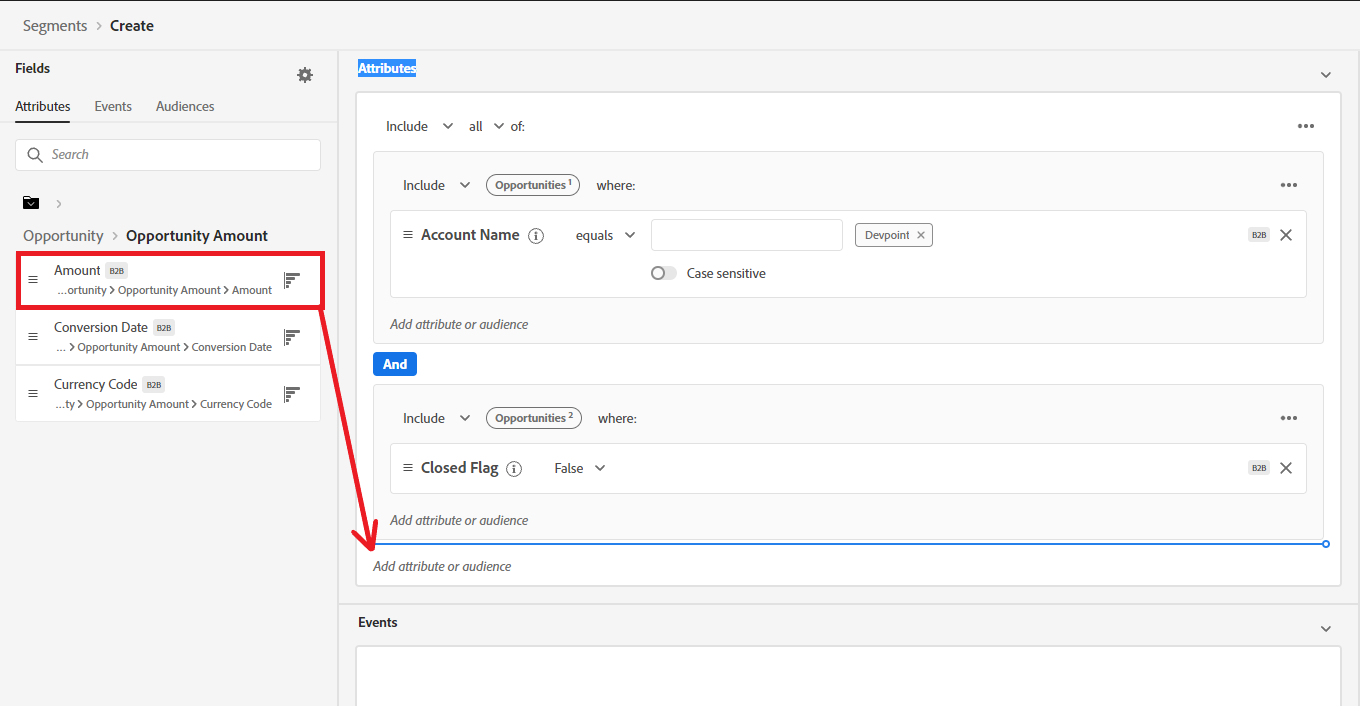 Segments > Create
Fields
Attributes Events Audiences
Search
Opportunity > Opportunity Amount
Amount B2B
...ortunity > Opportunity Amount > Amount
Conversion Date B2B
... > Opportunity Amount > Conversion Date
Currency Code B2B
...ty > Opportunity Amount > Currency Code
Attributes
Include all of:
Include Opportunities 1 where:
Account Name equals Devpoint B2B
Case sensitive
Add attribute or audience
And
Include Opportunities 2 where:
Closed Flag False B2B
Add attribute or audience
Add attribute or audience
Events